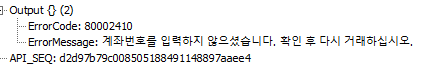 Output {} (2)
ErrorCode: 80002410
ErrorMessage: 계좌번호를 입력하지 않으셨습니다. 확인 후 다시 거래하십시오.
API_SEQ: d2d97b79c008505188491148897aaee4